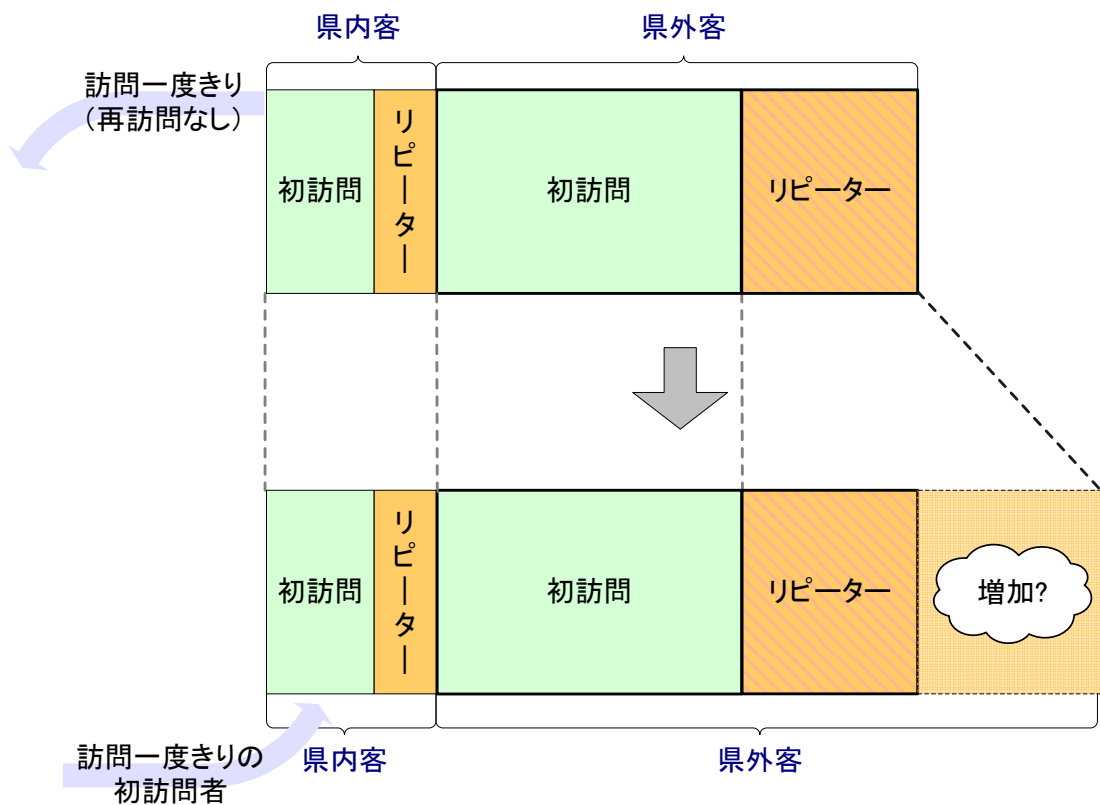 県内客
県外客
訪問一度きり
（再訪問なし）
初訪問
リピーター
初訪問
リピーター
初訪問
リピーター
初訪問
リピーター
増加?
訪問一度きりの
初訪問者
県内客
県外客